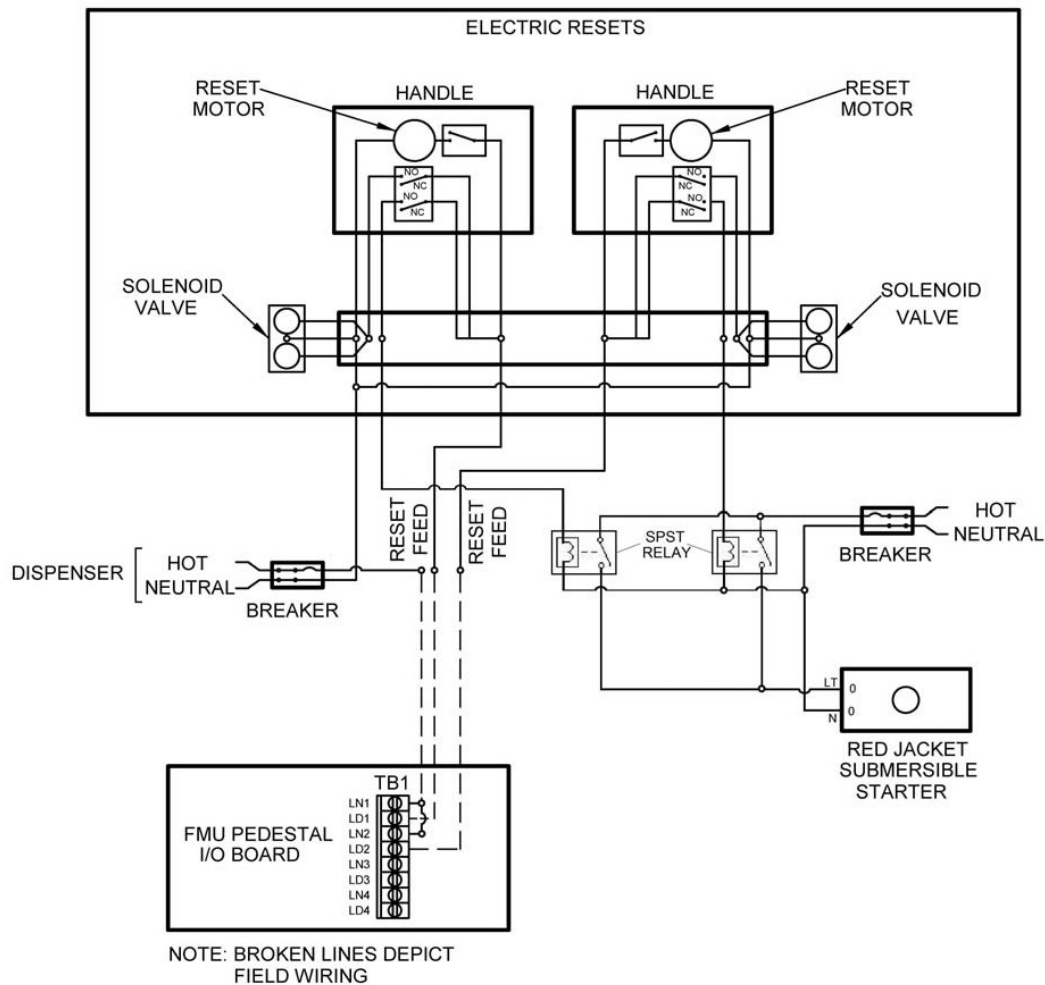 ELECTRIC RESETS
RESET
MOTOR
HANDLE
HANDLE
RESET
MOTOR
NO
NC
NO
NC
NO
NC
NO
NC
SOLENOID
VALVE
SOLENOID
VALVE
RESET
FEED
RESET
FEED
SPST
RELAY
HOT
NEUTRAL
BREAKER
DISPENSER
HOT
NEUTRAL
BREAKER
LT
0
N
0
RED JACKET
SUBMERSIBLE
STARTER
TB1
LN1
LD1
LN2
LD2
LN3
LD3
LN4
LD4
FMU PEDESTAL
I/O BOARD
NOTE: BROKEN LINES DEPICT
FIELD WIRING